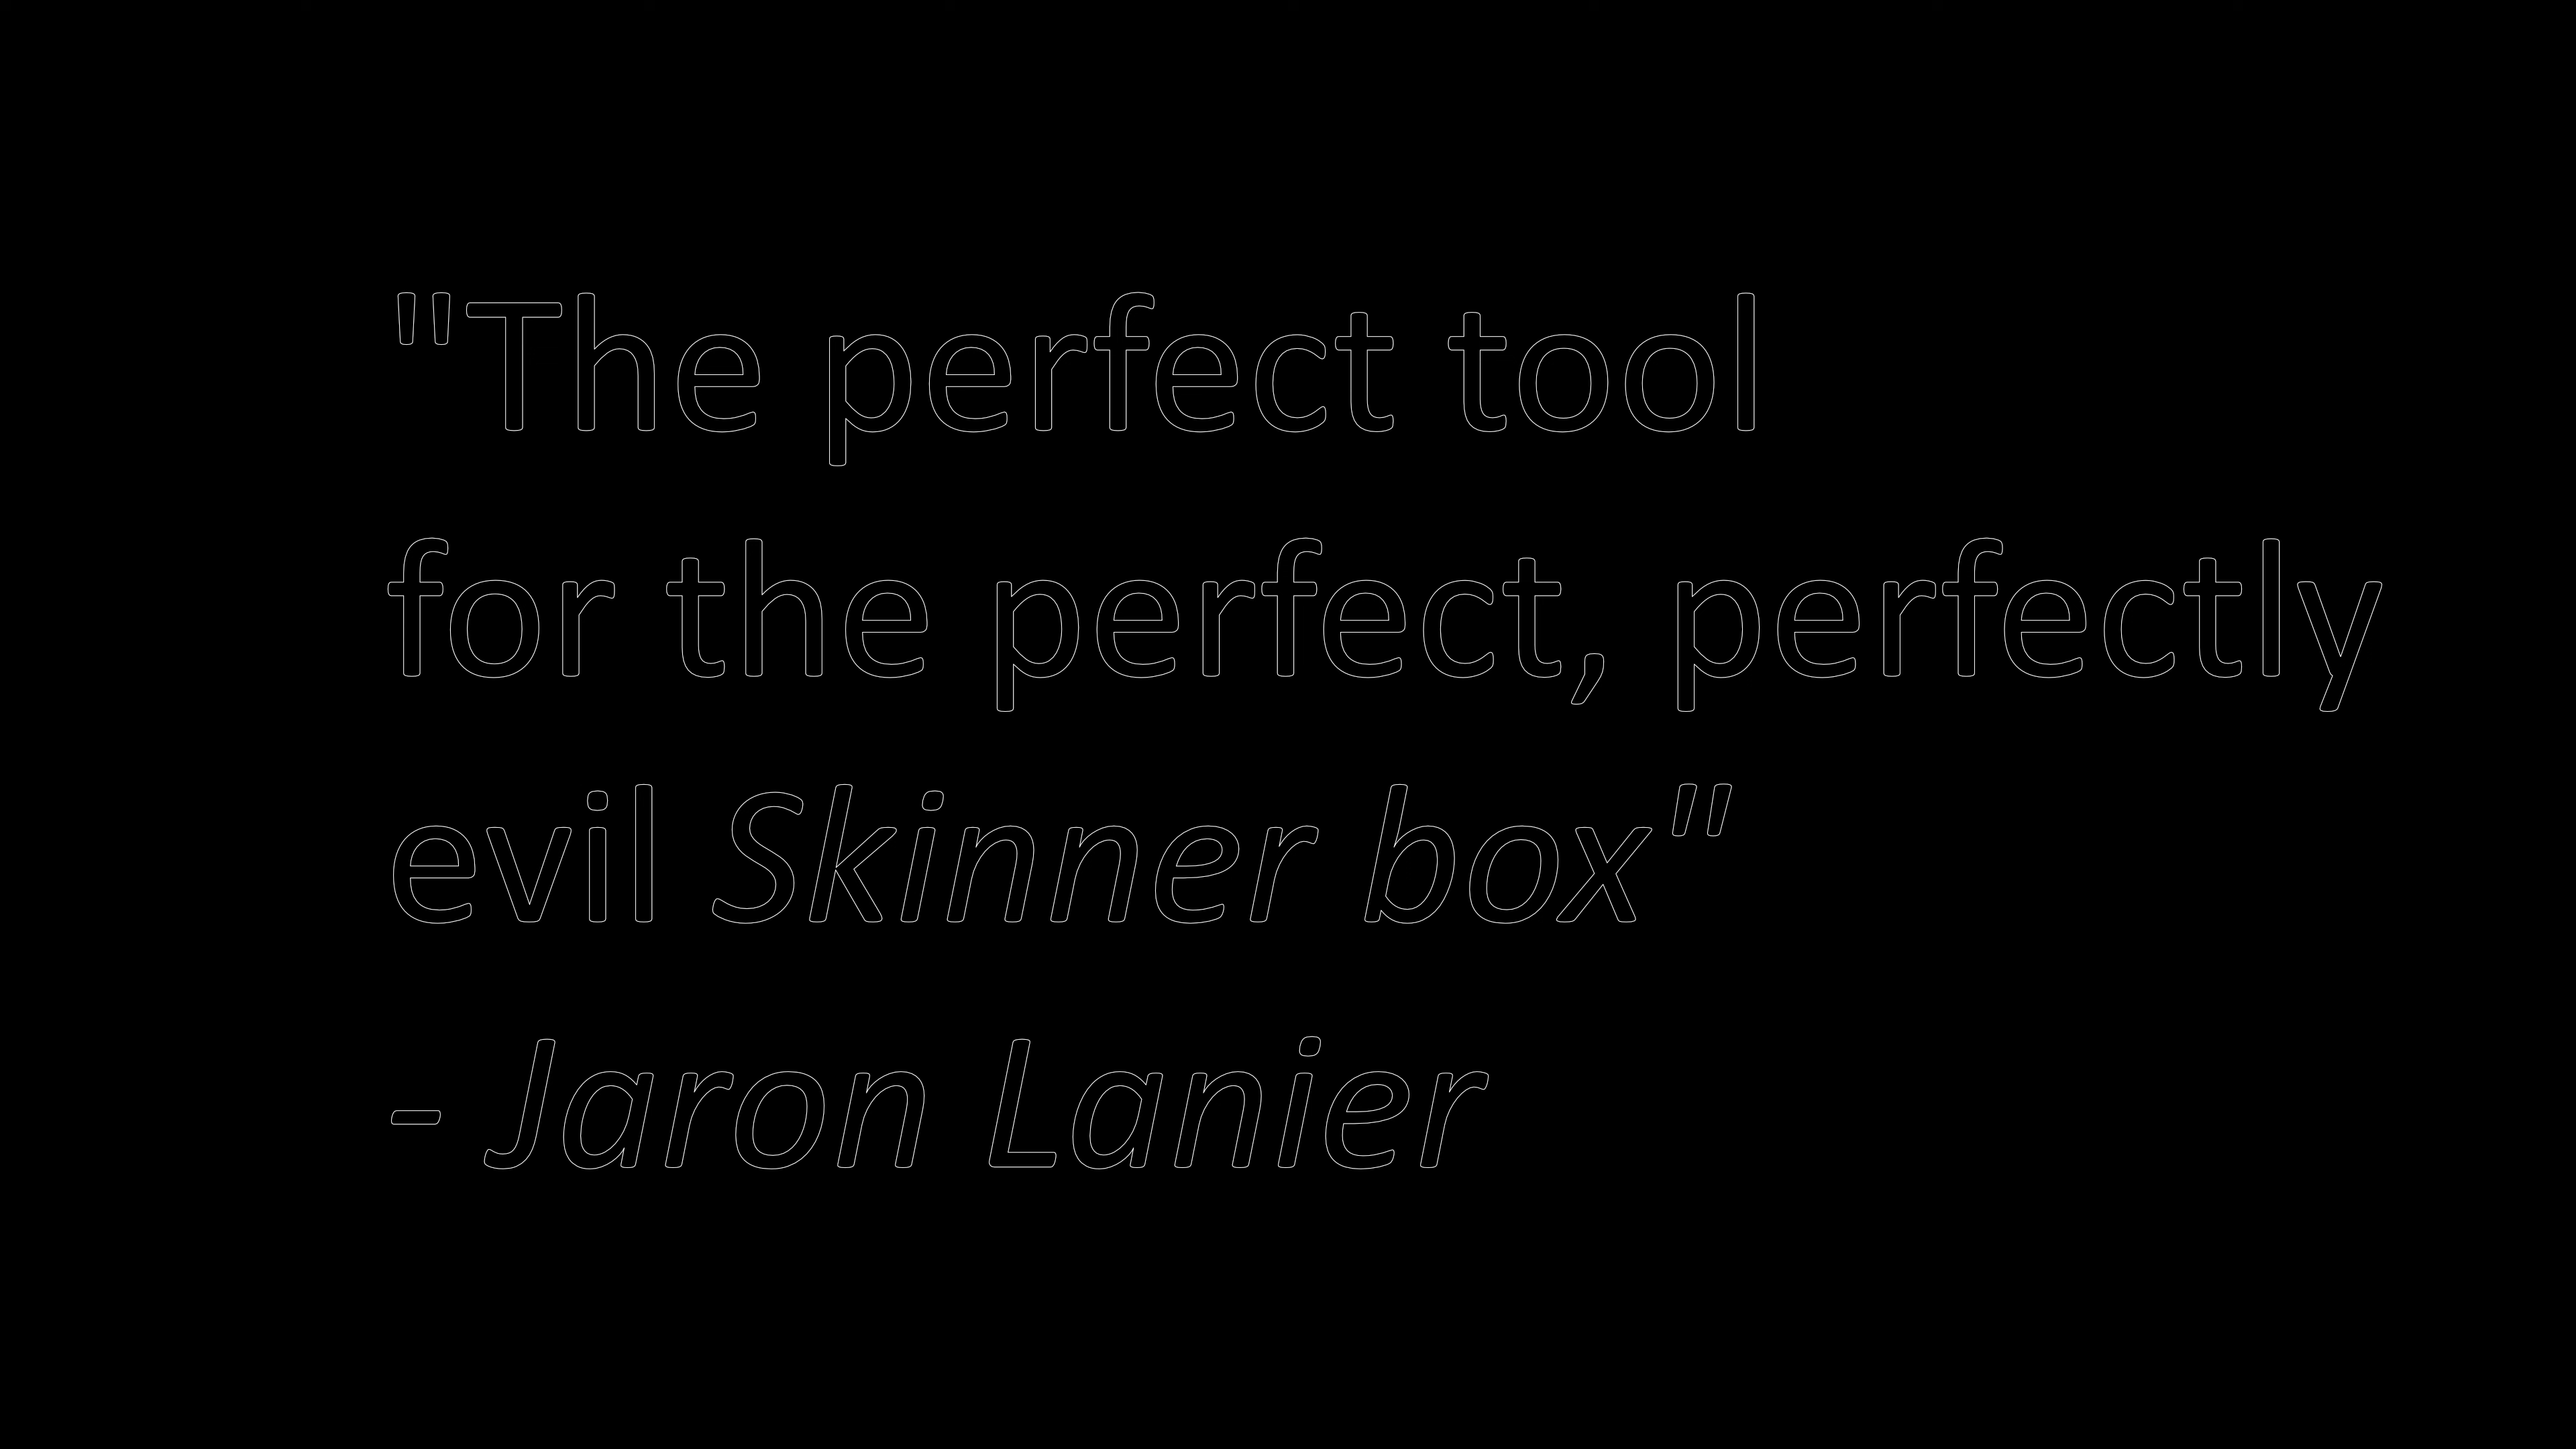 "The perfect tool
for the perfect, perfectly
evil Skinner box"
- Jaron Lanier